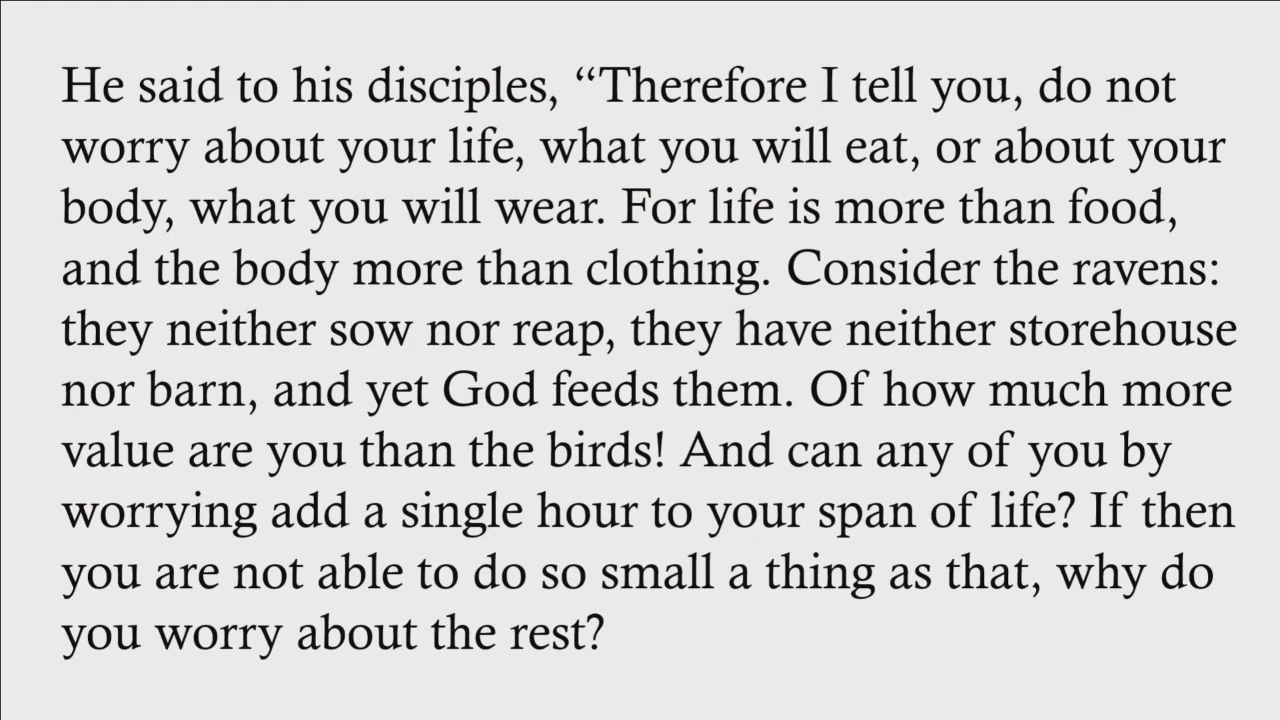 He said to his disciples, “Therefore I tell you, do not
worry about your life, what you will eat, or about your
body, what you will wear. For life is more than food,
and the body more than clothing. Consider the ravens:
they neither sow nor reap, they have neither storehouse
nor barn, and yet God feeds them. Of how much more
value are you than the birds! And can any of you by
worrying add a single hour to your span of life? If then
you are not able to do so small a thing as that, why do
you worry about the rest?